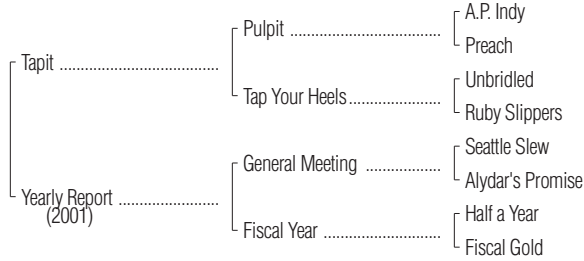 A.P. Indy
Pulpit ......................................
Preach
Tapit ........................................
Unbridled
Tap Your Heels.......................
Ruby Slippers
Seattle Slew
General Meeting ...................
Alydar's Promise
Yearly Report .........................
(2001)
Half a Year
Fiscal Year .............................
Fiscal Gold